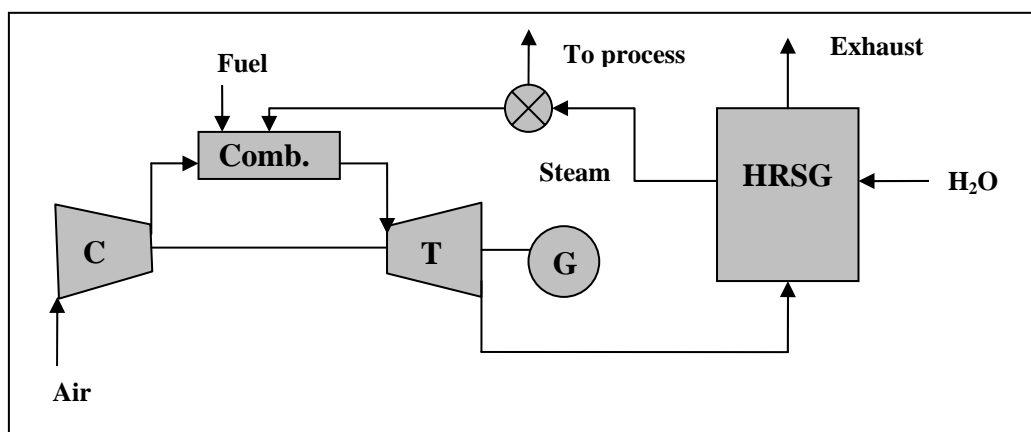 To process
Exhaust
Fuel
Comb.
Steam
HRSG
H₂O
C
T
G
Air